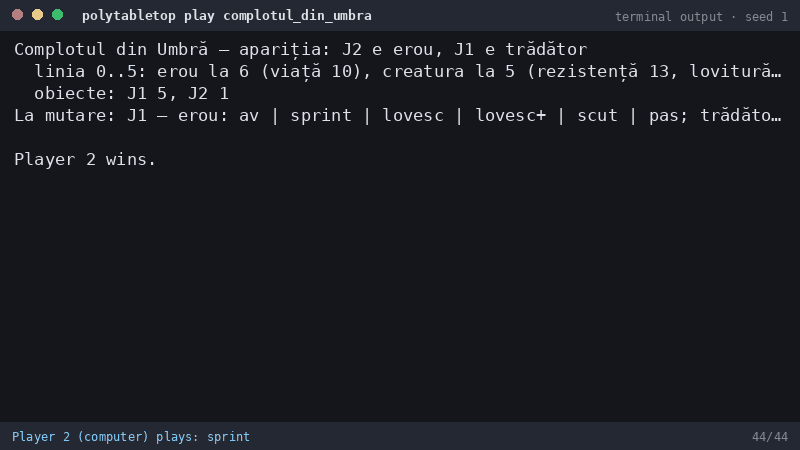 polytabletop play complotul_din_umbra
terminal output · seed 1
Complotul din Umbră — apariția: J2 e erou, J1 e trădător
linia 0..5: erou la 6 (viață 10), creatura la 5 (rezistență 13, lovitură…
obiecte: J1 5, J2 1
La mutare: J1 — erou: av | sprint | lovesc | lovesc+ | scut | pas; trădăto…
Player 2 wins.
Player 2 (computer) plays: sprint
44/44